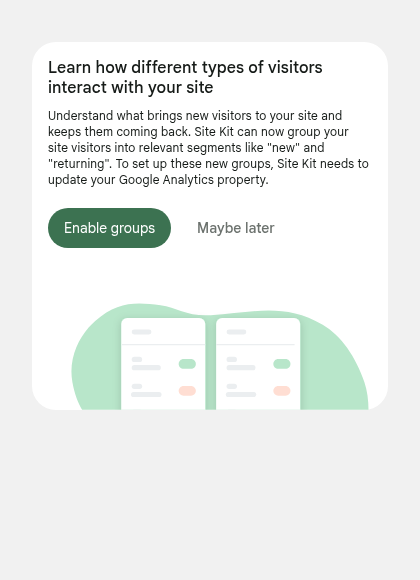 Learn how different types of visitors
interact with your site
Understand what brings new visitors to your site and
keeps them coming back. Site Kit can now group your
site visitors into relevant segments like "new" and
"returning". To set up these new groups, Site Kit needs to
update your Google Analytics property.
Enable groups
Maybe later